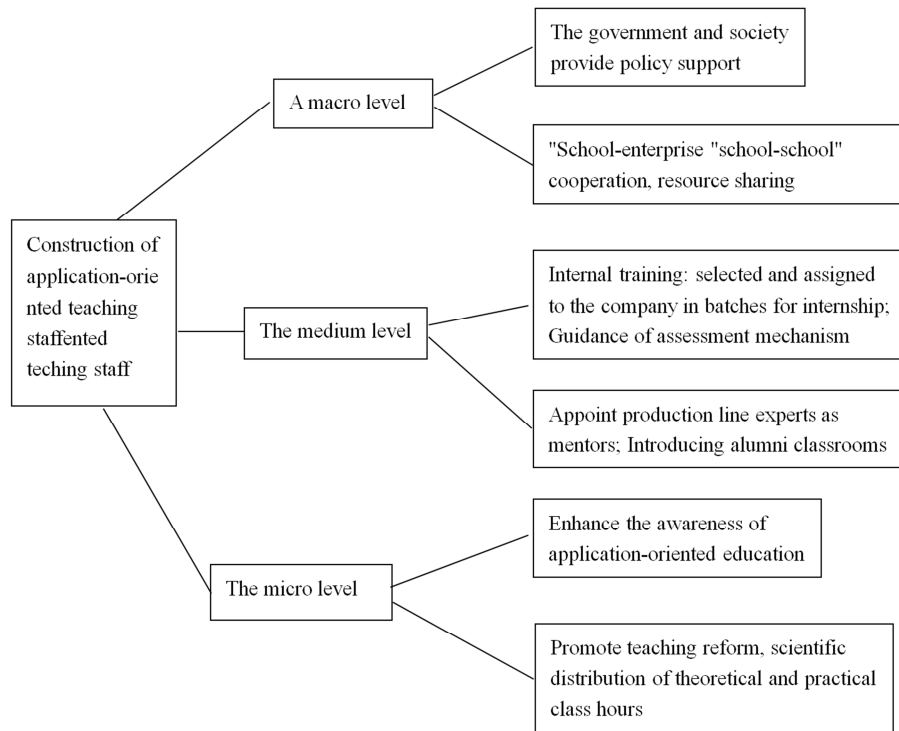 The government and society
provide policy support
A macro level
"School-enterprise "school-school"
cooperation, resource sharing
Construction of
application-orie
nted teaching
staffented
teching staff
Internal training: selected and assigned
to the company in batches for internship;
Guidance of assessment mechanism
The medium level
Appoint production line experts as
mentors; Introducing alumni classrooms
Enhance the awareness of
application-oriented education
The micro level
Promote teaching reform, scientific
distribution of theoretical and practical
class hours